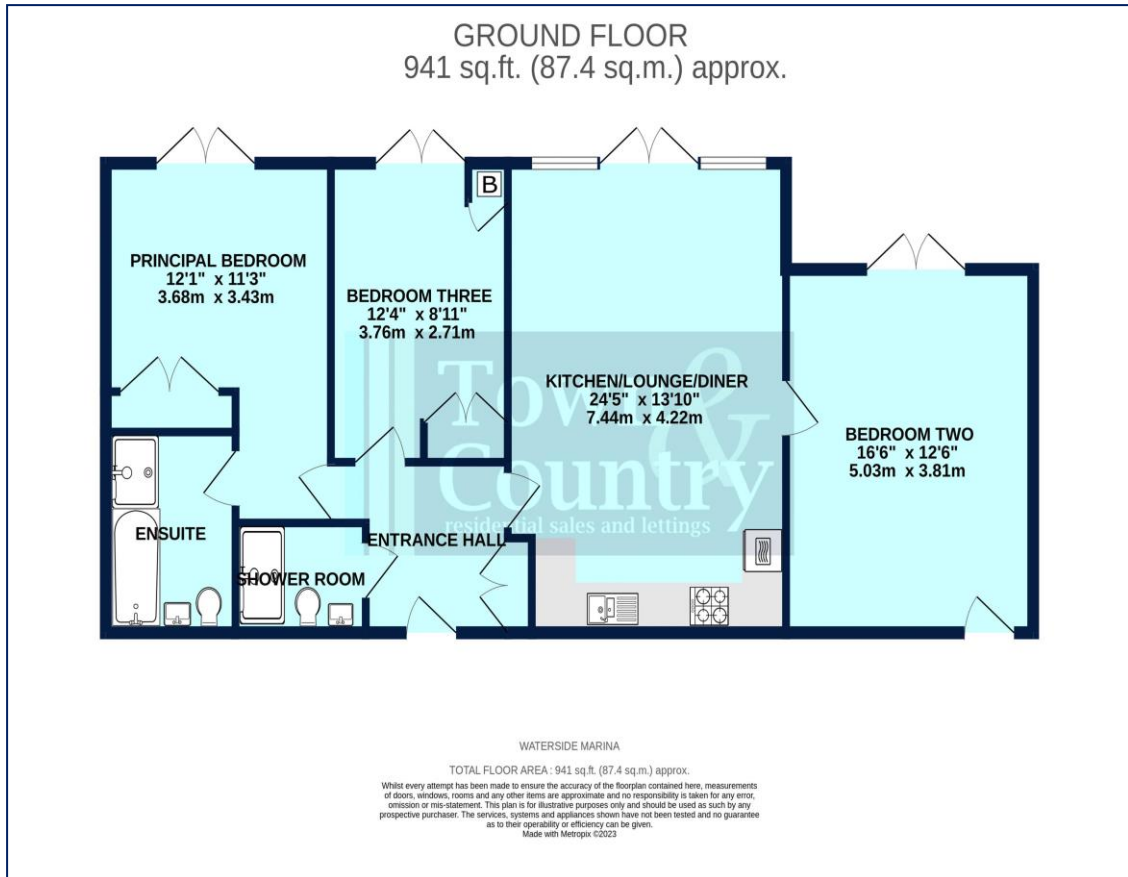 GROUND FLOOR
941 sq.ft. (87.4 sq.m.) approx.
B
PRINCIPAL BEDROOM
12'1" x 11'3"
3.68m x 3.43m
BEDROOM THREE
12'4" x 8'11"
3.76m x 2.71m
KITCHEN/LOUNGE/DINER
24'5" x 13'10"
7.44m x 4.22m
BEDROOM TWO
16'6" x 12'6"
5.03m x 3.81m
Town &
Country
residential sales and lettings
ENSUITE
ENTRANCE HALL
SHOWER ROOM
WATERSIDE MARINA
TOTAL FLOOR AREA : 941 sq.ft. (87.4 sq.m.) approx.
Whilst every attempt has been made to ensure the accuracy of the floorplan contained here, measurements
of doors, windows, rooms and any other items are approximate and no responsibility is taken for any error,
omission or mis-statement. This plan is for illustrative purposes only and should be used as such by any
prospective purchaser. The services, systems and appliances shown have not been tested and no guarantee
as to their operability or efficiency can be given.
Made with Metropix ©2023